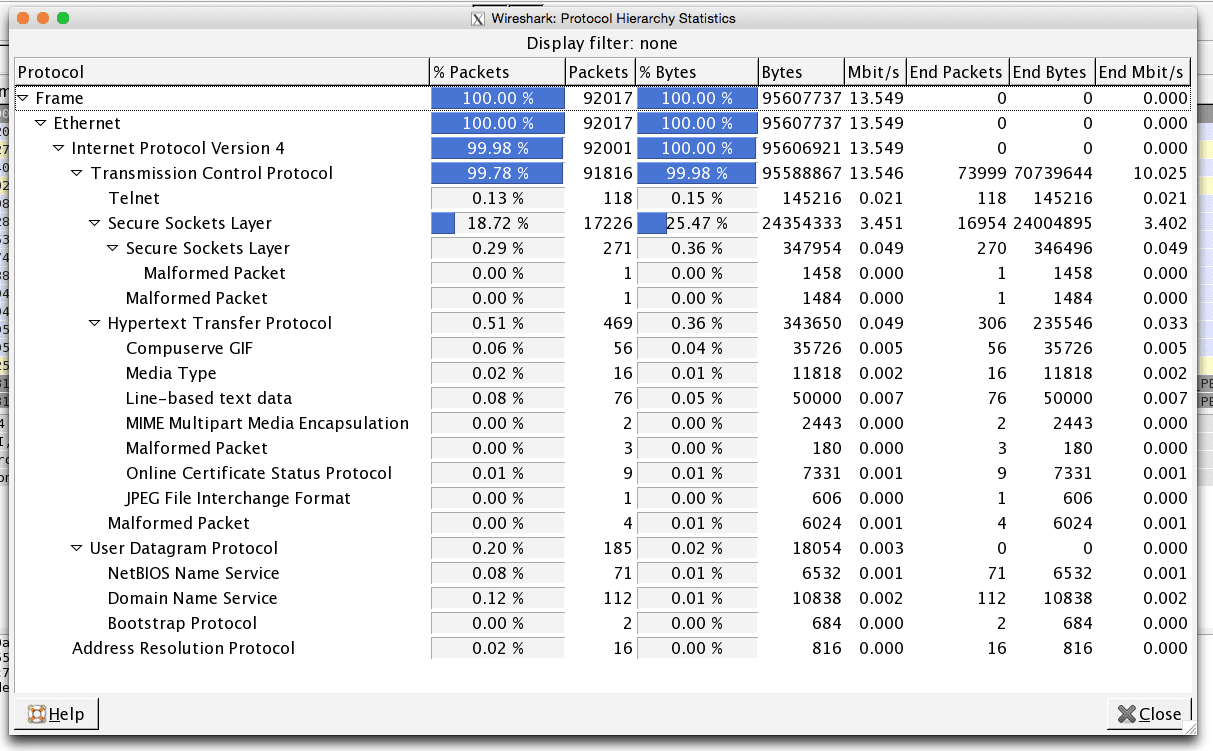 Wireshark: Protocol Hierarchy Statistics
Display filter: none
Protocol % Packets Packets % Bytes Bytes Mbit/s End Packets End Bytes End Mbit/s
Frame 100.00 % 92017 100.00 % 95607737 13.549 0 0 0.000
Ethernet 100.00 % 92017 100.00 % 95607737 13.549 0 0 0.000
Internet Protocol Version 4 99.98 % 92001 100.00 % 95606921 13.549 0 0 0.000
Transmission Control Protocol 99.78 % 91816 99.98 % 95588867 13.546 73999 70739644 10.025
Telnet 0.13 % 118 0.15 % 145216 0.021 118 145216 0.021
Secure Sockets Layer 18.72 % 17226 25.47 % 24354333 3.451 16954 24004895 3.402
Secure Sockets Layer 0.29 % 271 0.36 % 347954 0.049 270 346496 0.049
Malformed Packet 0.00 % 1 0.00 % 1458 0.000 1 1458 0.000
Malformed Packet 0.00 % 1 0.00 % 1484 0.000 1 1484 0.000
Hypertext Transfer Protocol 0.51 % 469 0.36 % 343650 0.049 306 235546 0.033
Compuserve GIF 0.06 % 56 0.04 % 35726 0.005 56 35726 0.005
Media Type 0.02 % 16 0.01 % 11818 0.002 16 11818 0.002
Line-based text data 0.08 % 76 0.05 % 50000 0.007 76 50000 0.007
MIME Multipart Media Encapsulation 0.00 % 2 0.00 % 2443 0.000 2 2443 0.000
Malformed Packet 0.00 % 3 0.00 % 180 0.000 3 180 0.000
Online Certificate Status Protocol 0.01 % 9 0.01 % 7331 0.001 9 7331 0.001
JPEG File Interchange Format 0.00 % 1 0.00 % 606 0.000 1 606 0.000
Malformed Packet 0.00 % 4 0.01 % 6024 0.001 4 6024 0.001
User Datagram Protocol 0.20 % 185 0.02 % 18054 0.003 0 0 0.000
NetBIOS Name Service 0.08 % 71 0.01 % 6532 0.001 71 6532 0.001
Domain Name Service 0.12 % 112 0.01 % 10838 0.002 112 10838 0.002
Bootstrap Protocol 0.00 % 2 0.00 % 684 0.000 2 684 0.000
Address Resolution Protocol 0.02 % 16 0.00 % 816 0.000 16 816 0.000
Help Close